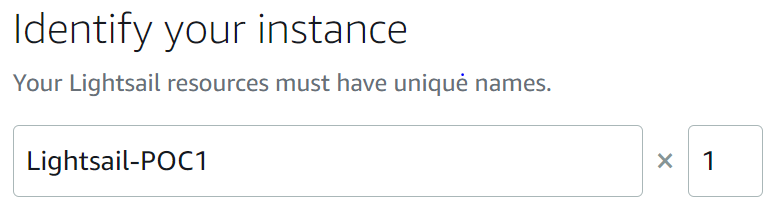 Identify your instance
Your Lightsail resources must have unique names.
Lightsail-POC1 × 1